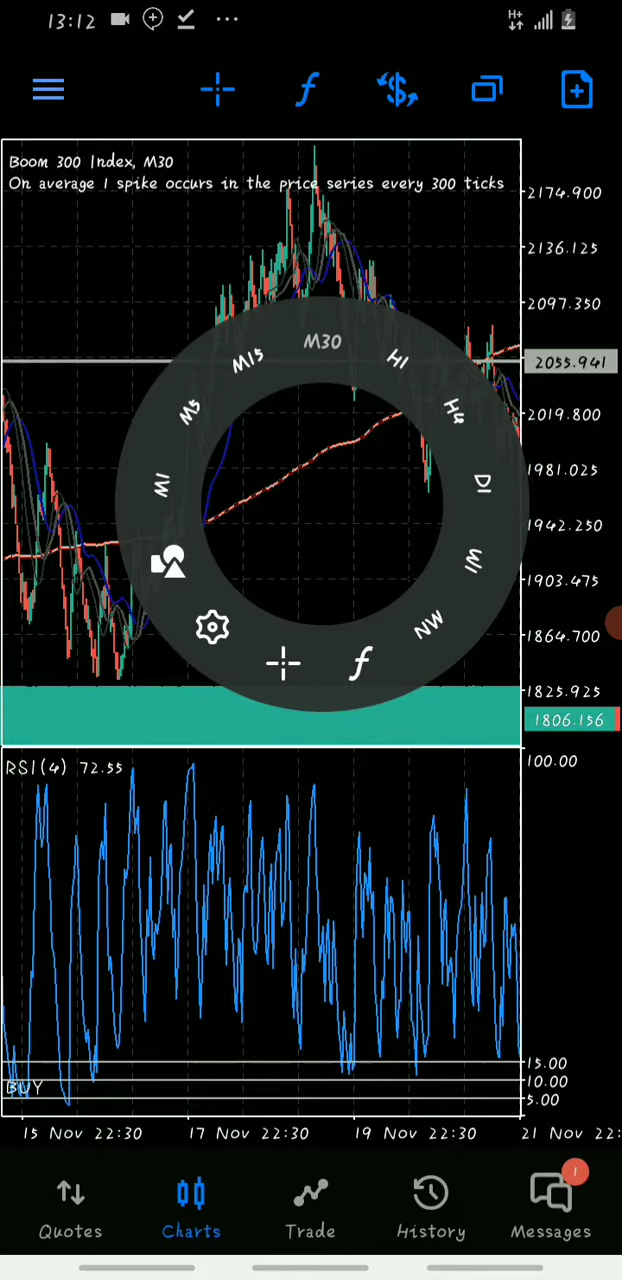 13:12
H+
Boom 300 Index, M30
On average 1 spike occurs in the price series every 300 ticks
2174.900
2136.125
2097.350
2055.941
2019.800
1981.025
1942.250
1903.475
1864.700
1825.925
1806.156
M1
M5
M15
M30
H1
H4
D1
W1
MN
RSI(4) 72.55
100.00
15.00
10.00
5.00
BUY
15 Nov 22:30
17 Nov 22:30
19 Nov 22:30
21 Nov 22:
1
Quotes
Charts
Trade
History
Messages